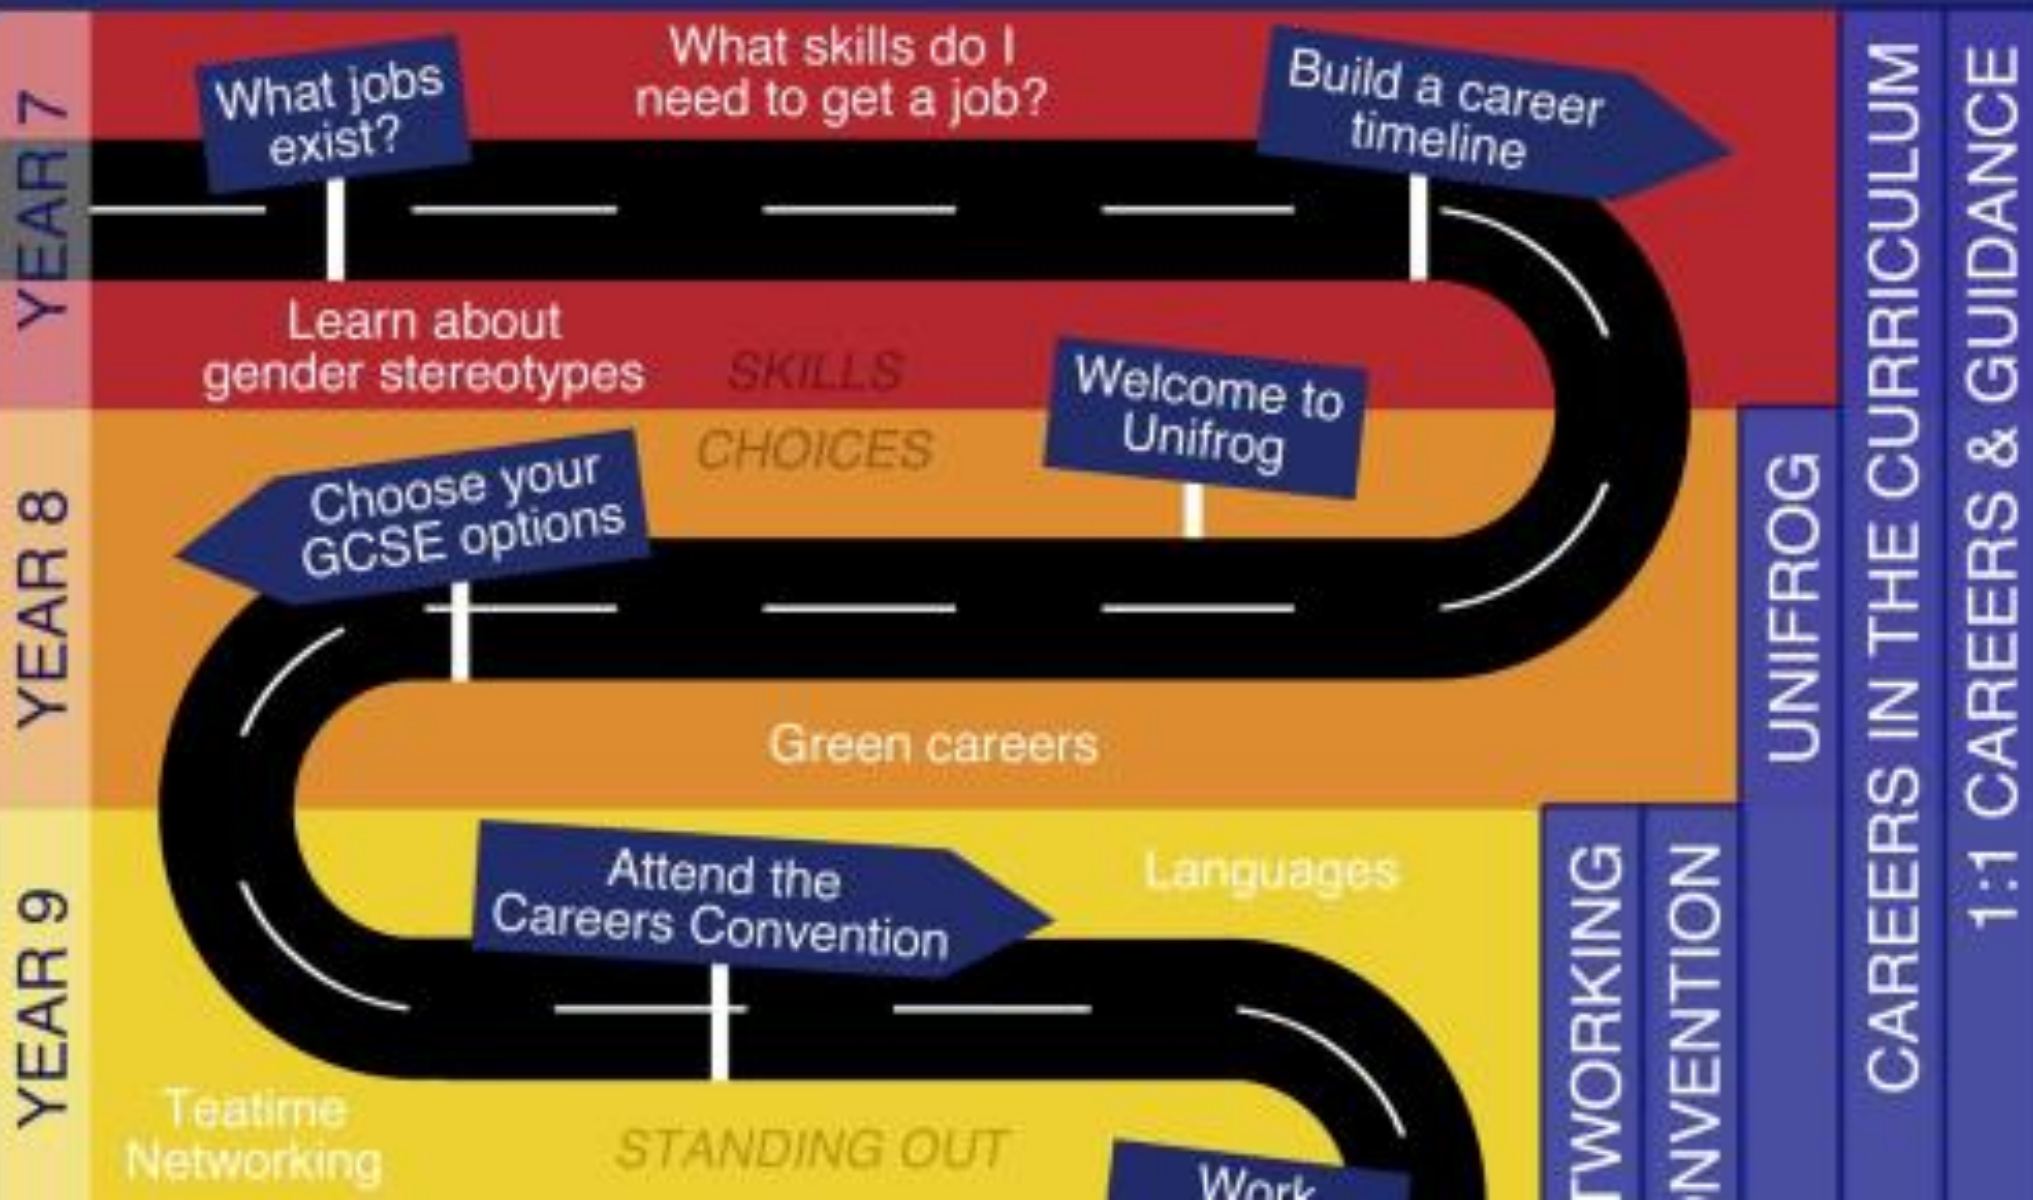 YEAR 7
What jobs
exist?
What skills do I
need to get a job?
Build a career
timeline
Learn about
gender stereotypes
SKILLS
YEAR 8
CHOICES
Welcome to
Unifrog
Choose your
GCSE options
Green careers
YEAR 9
Attend the
Careers Convention
Languages
Teatime
Networking
STANDING OUT
Work
TWORKING
NVENTION
UNIFROG
CAREERS IN THE CURRICULUM
1:1 CAREERS & GUIDANCE